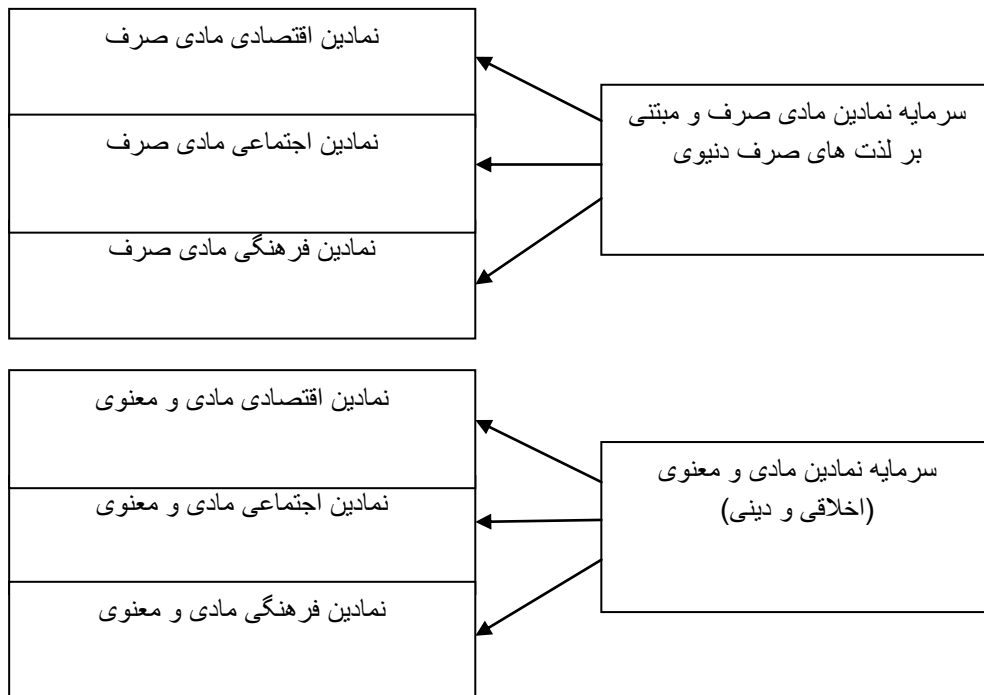 سرمایه نمادین مادی صرف و مبتنی
بر لذت های صرف دنیوی
نمادین اقتصادی مادی صرف
نمادین اجتماعی مادی صرف
نمادین فرهنگی مادی صرف
سرمایه نمادین مادی و معنوی
(اخلاقی و دینی)
نمادین اقتصادی مادی و معنوی
نمادین اجتماعی مادی و معنوی
نمادین فرهنگی مادی و معنوی